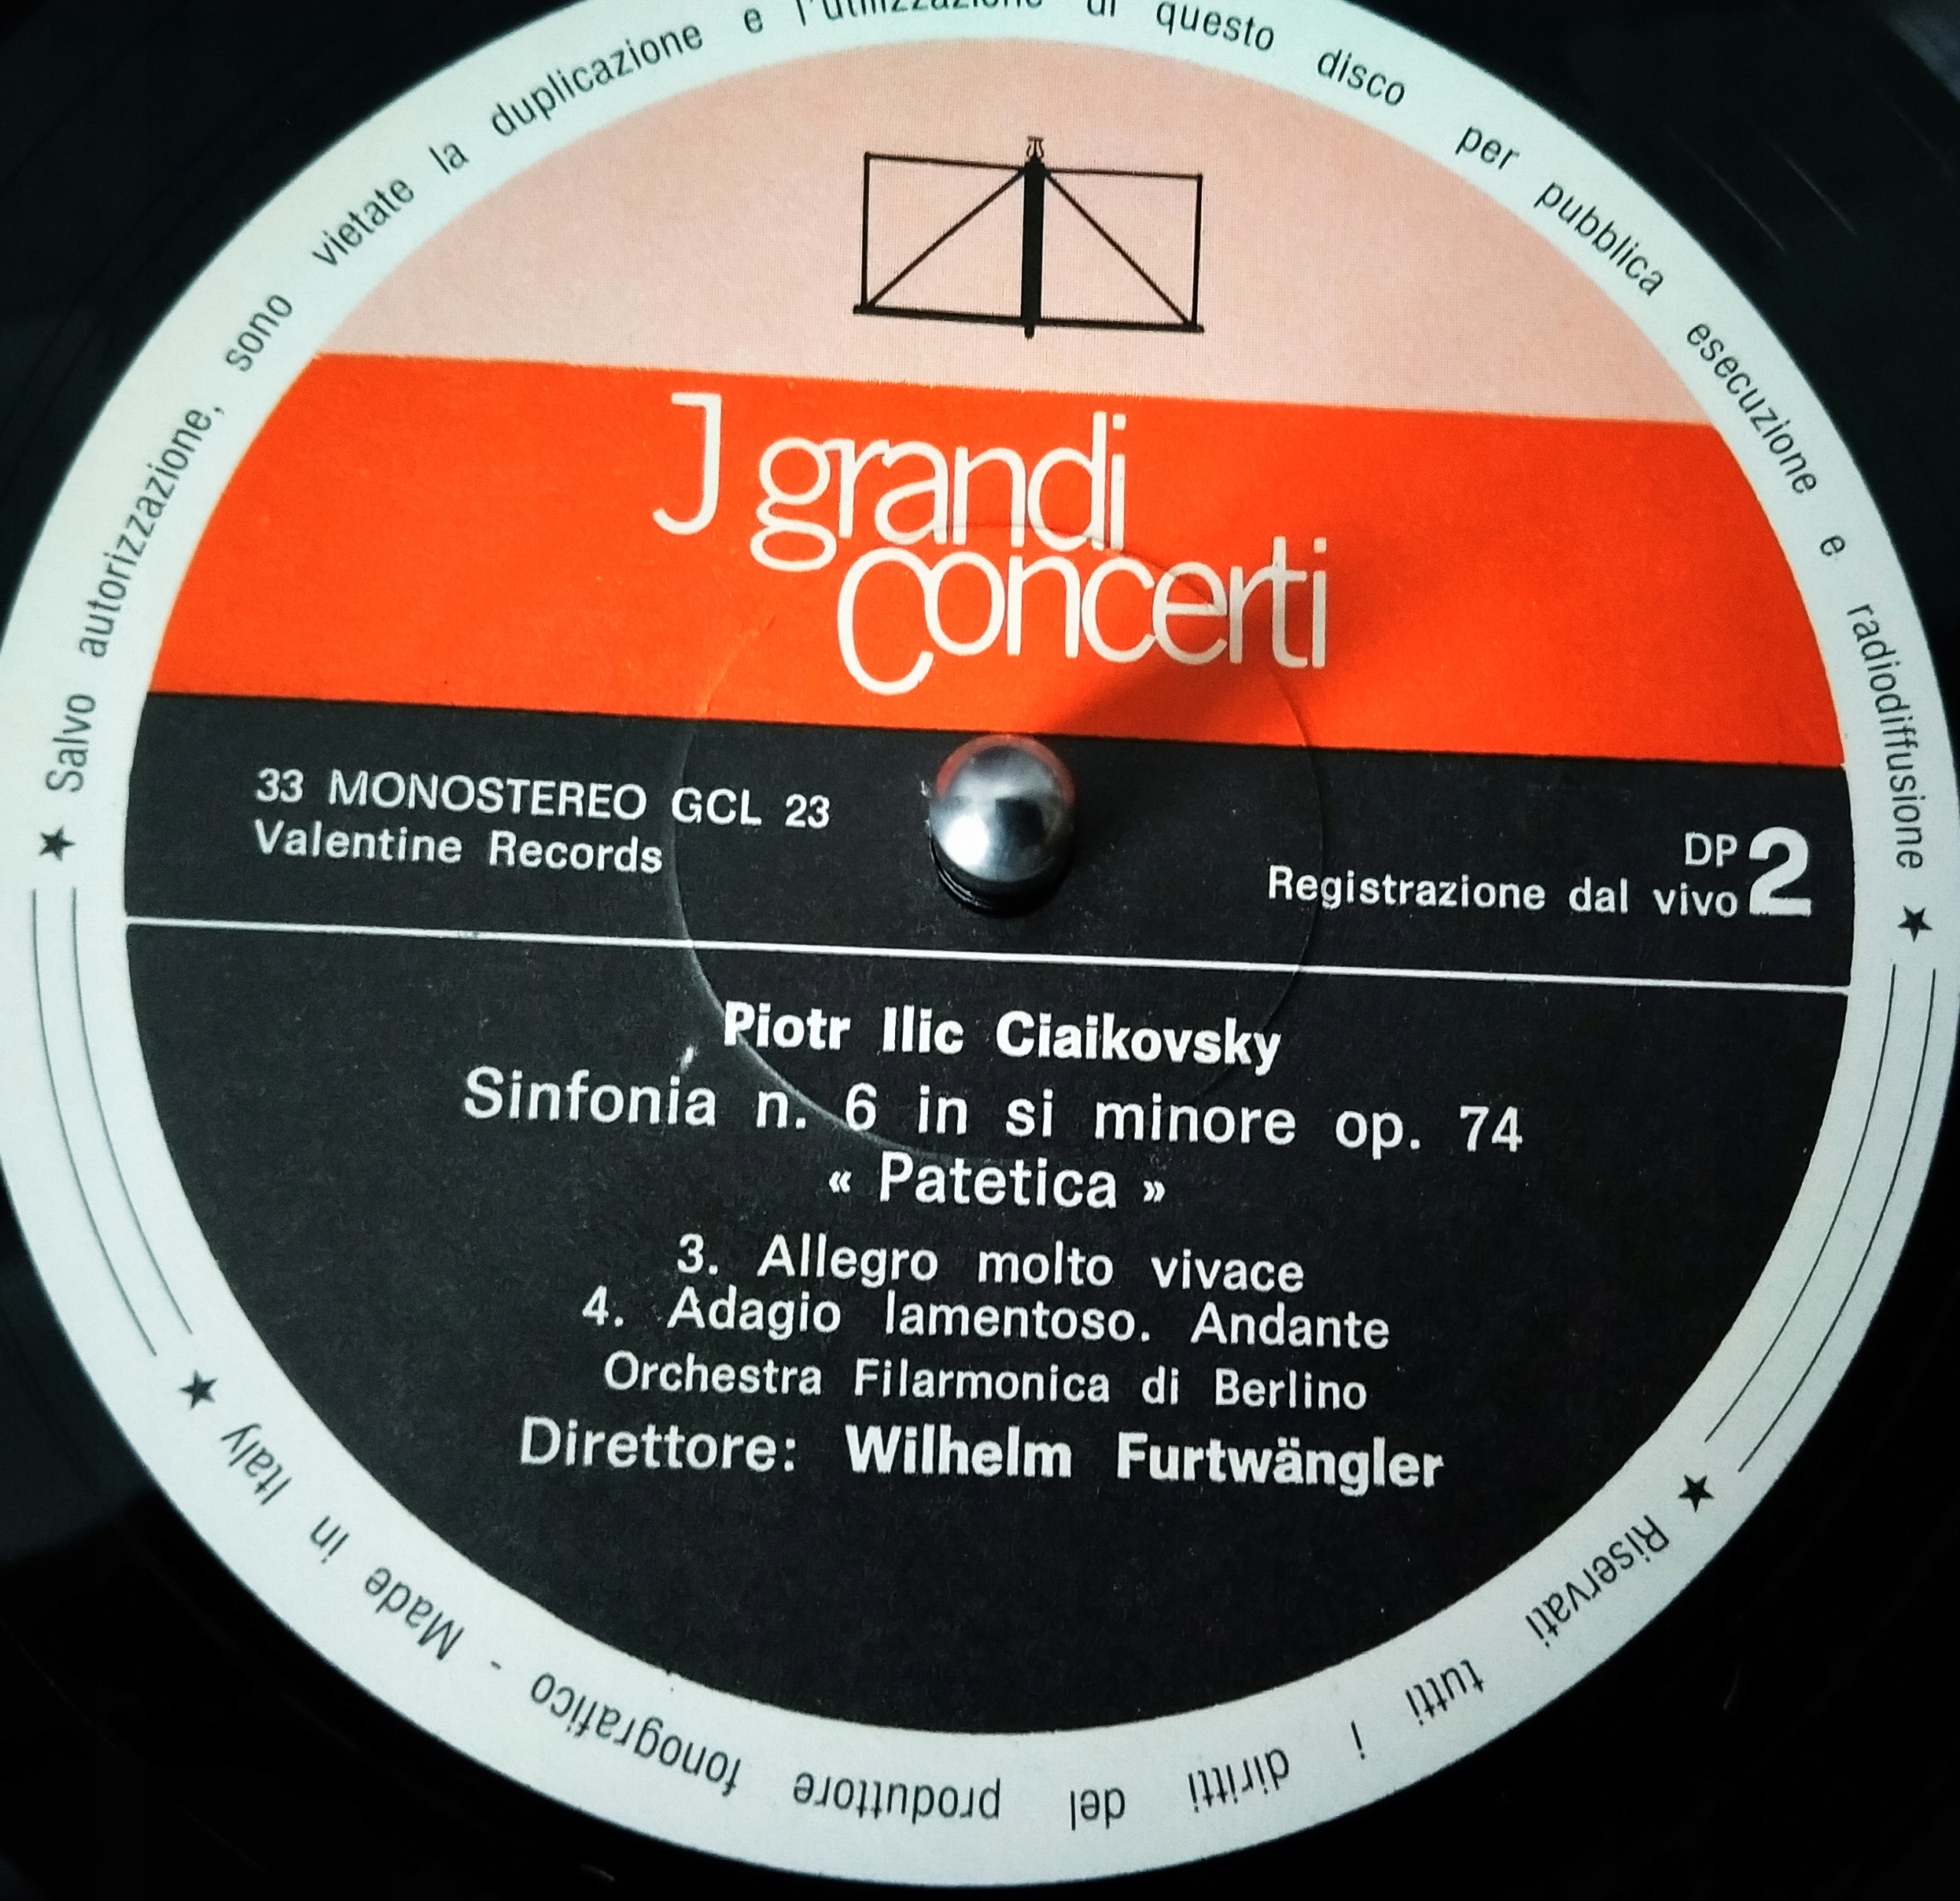 ★ Salvo autorizzazione, sono vietate la duplicazione e l'utilizzazione di questo disco per pubblica esecuzione e radiodiffusione ★
J grandi
concerti
33 MONOSTEREO GCL 23
Valentine Records
DP
Registrazione dal vivo
2
Piotr Ilic Ciaikovsky
Sinfonia n. 6 in si minore op. 74
« Patetica »
3. Allegro molto vivace
4. Adagio lamentoso. Andante
Orchestra Filarmonica di Berlino
Direttore: Wilhelm Furtwängler
★ Riservati tutti i diritti del produttore fonografico - Made in Italy ★